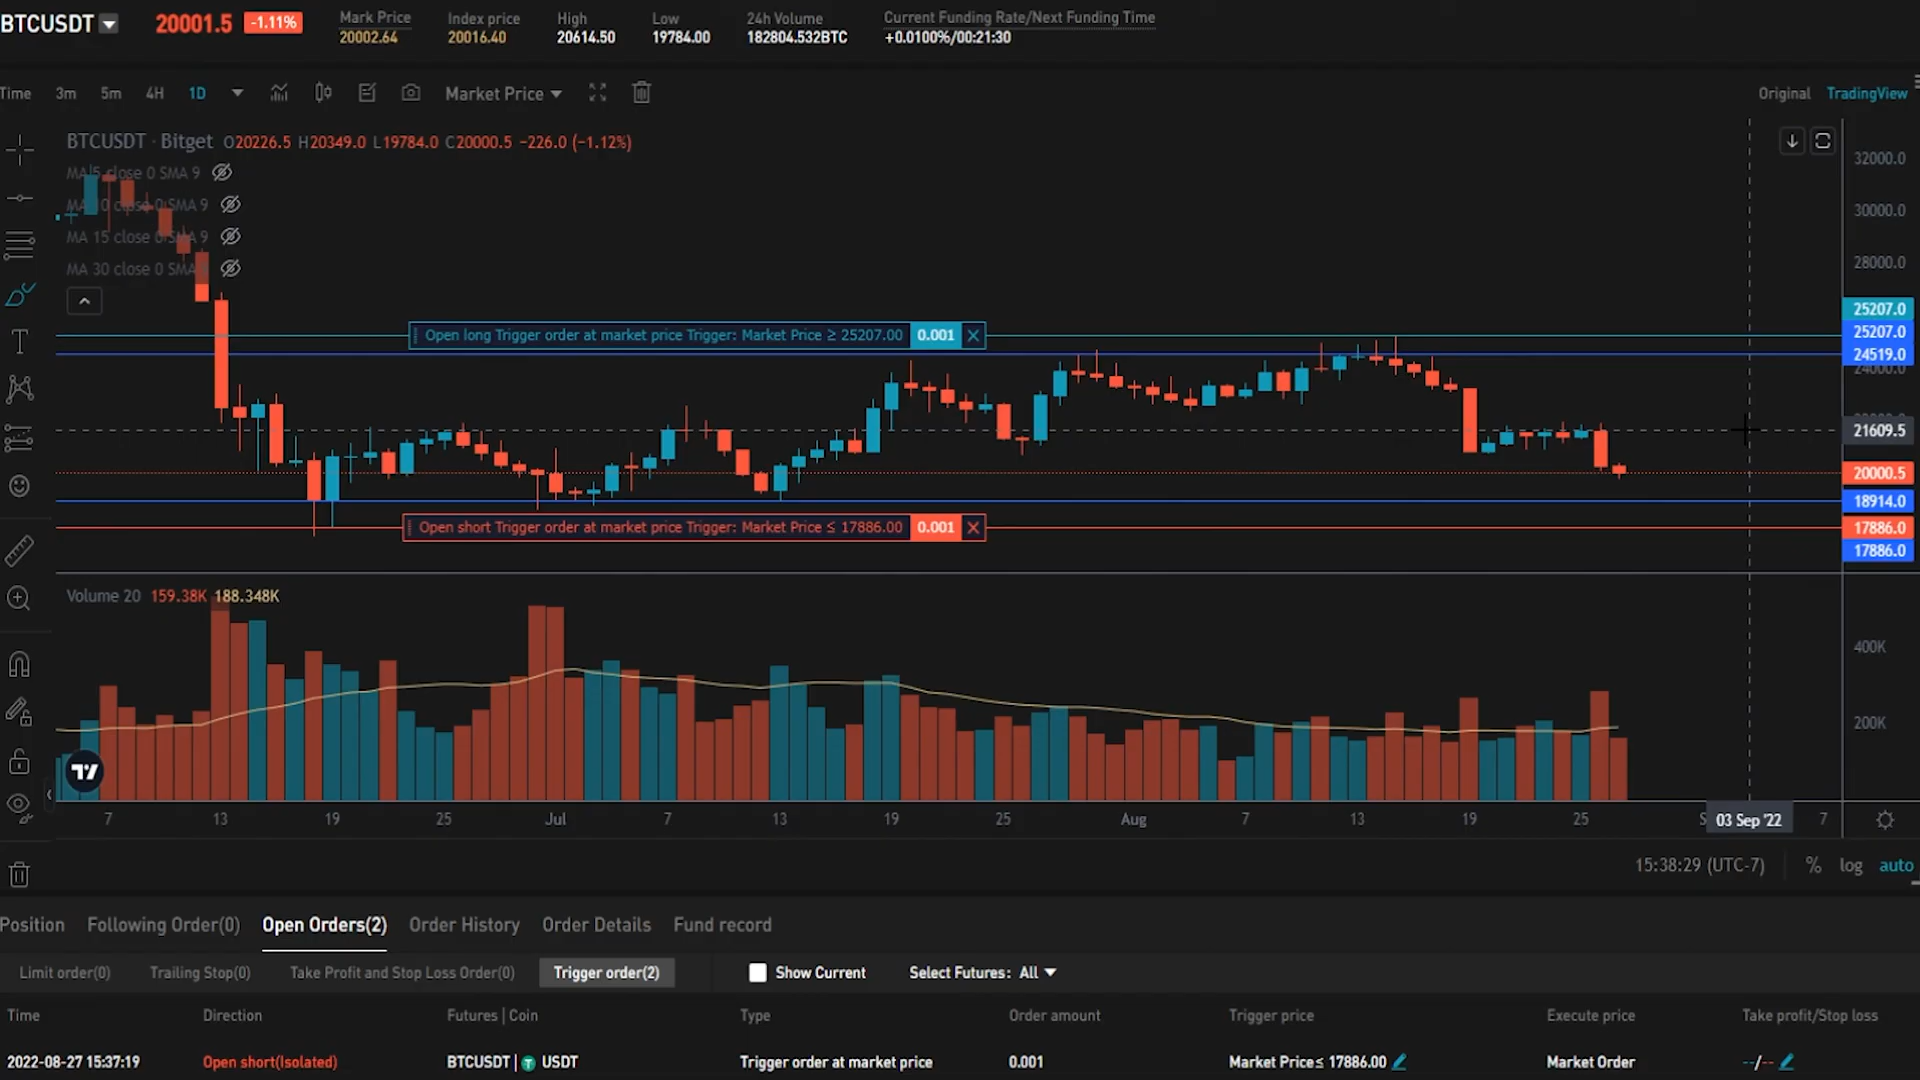 BTCUSDT 20001.5 -1.11% Mark Price 20002.64 Index price 20016.40 High 20614.50 Low 19784.00 24h Volume 182804.532BTC Current Funding Rate/Next Funding Time +0.0100%/00:21:30
Time 3m 5m 4H 1D Market Price Original TradingView
BTCUSDT · Bitget O20226.5 H20349.0 L19784.0 C20000.5 −226.0 (−1.12%)
MA 5 close 0 SMA 9
MA 10 close 0 SMA 9
MA 15 close 0 SMA 9
MA 30 close 0 SMA
32000.0
30000.0
28000.0
25207.0
Open long Trigger order at market price Trigger: Market Price ≥ 25207.00 0.001
25207.0
24519.0
24000.0
21609.5
20000.5
18914.0
Open short Trigger order at market price Trigger: Market Price ≤ 17886.00 0.001
17886.0
17886.0
Volume 20 159.38K 188.348K
400K
200K
7 13 19 25 Jul 7 13 19 25 Aug 7 13 19 25 S 03 Sep '22 7
15:38:29 (UTC-7) % log auto
Position Following Order(0) Open Orders(2) Order History Order Details Fund record
Limit order(0) Trailing Stop(0) Take Profit and Stop Loss Order(0) Trigger order(2) Show Current Select Futures: All
Time Direction Futures | Coin Type Order amount Trigger price Execute price Take profit/Stop loss
2022-08-27 15:37:19 Open short(Isolated) BTCUSDT | USDT Trigger order at market price 0.001 Market Price≤ 17886.00 Market Order --/--